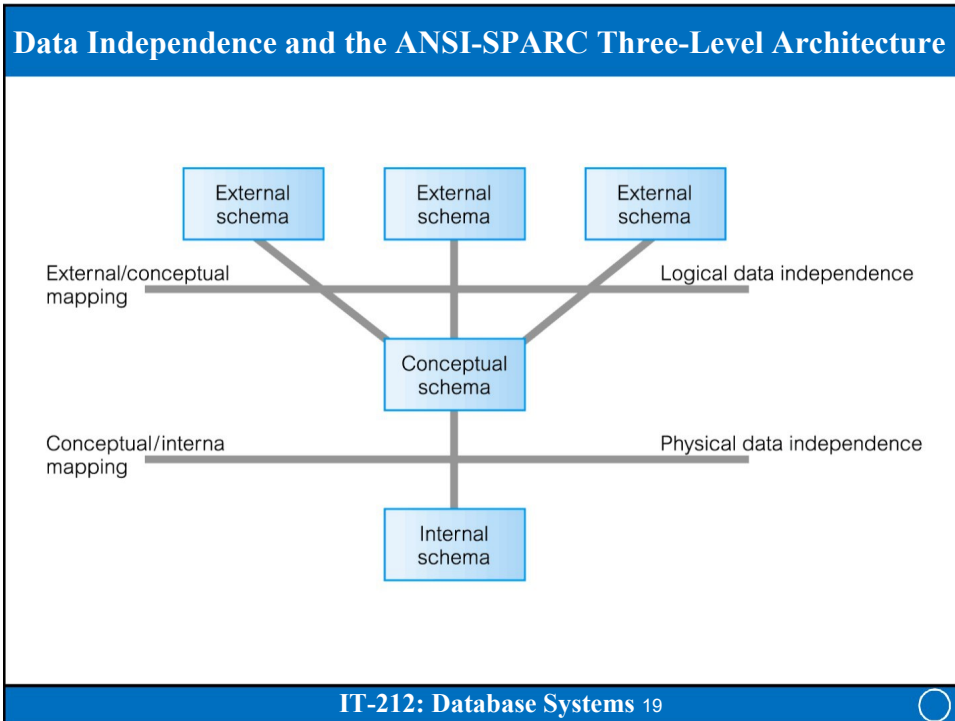 Data Independence and the ANSI-SPARC Three-Level Architecture
External
schema
External
schema
External
schema
External/conceptual
mapping
Logical data independence
Conceptual
schema
Conceptual/interna
mapping
Physical data independence
Internal
schema
IT-212: Database Systems 19